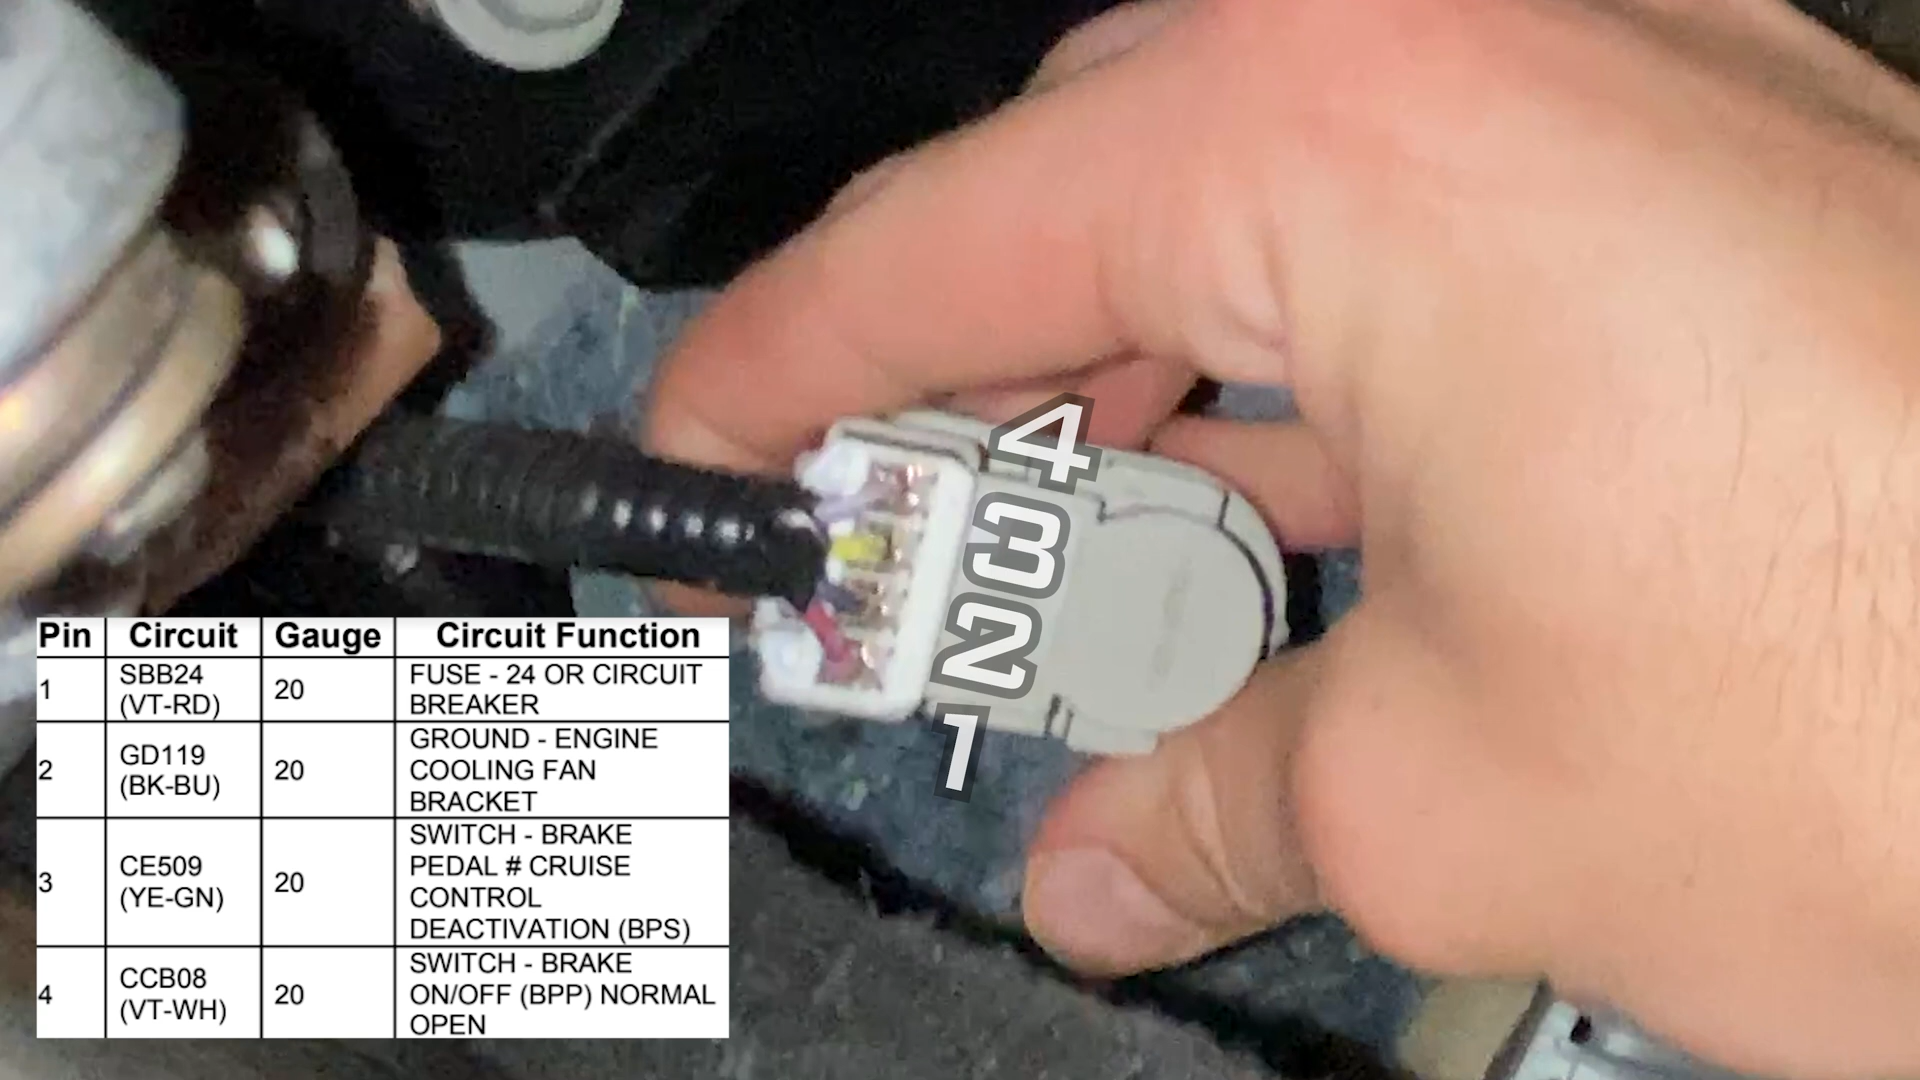 4
3
2
1
Pin Circuit Gauge Circuit Function
1 SBB24 (VT-RD) 20 FUSE - 24 OR CIRCUIT BREAKER
2 GD119 (BK-BU) 20 GROUND - ENGINE COOLING FAN BRACKET
3 CE509 (YE-GN) 20 SWITCH - BRAKE PEDAL # CRUISE CONTROL DEACTIVATION (BPS)
4 CCB08 (VT-WH) 20 SWITCH - BRAKE ON/OFF (BPP) NORMAL OPEN